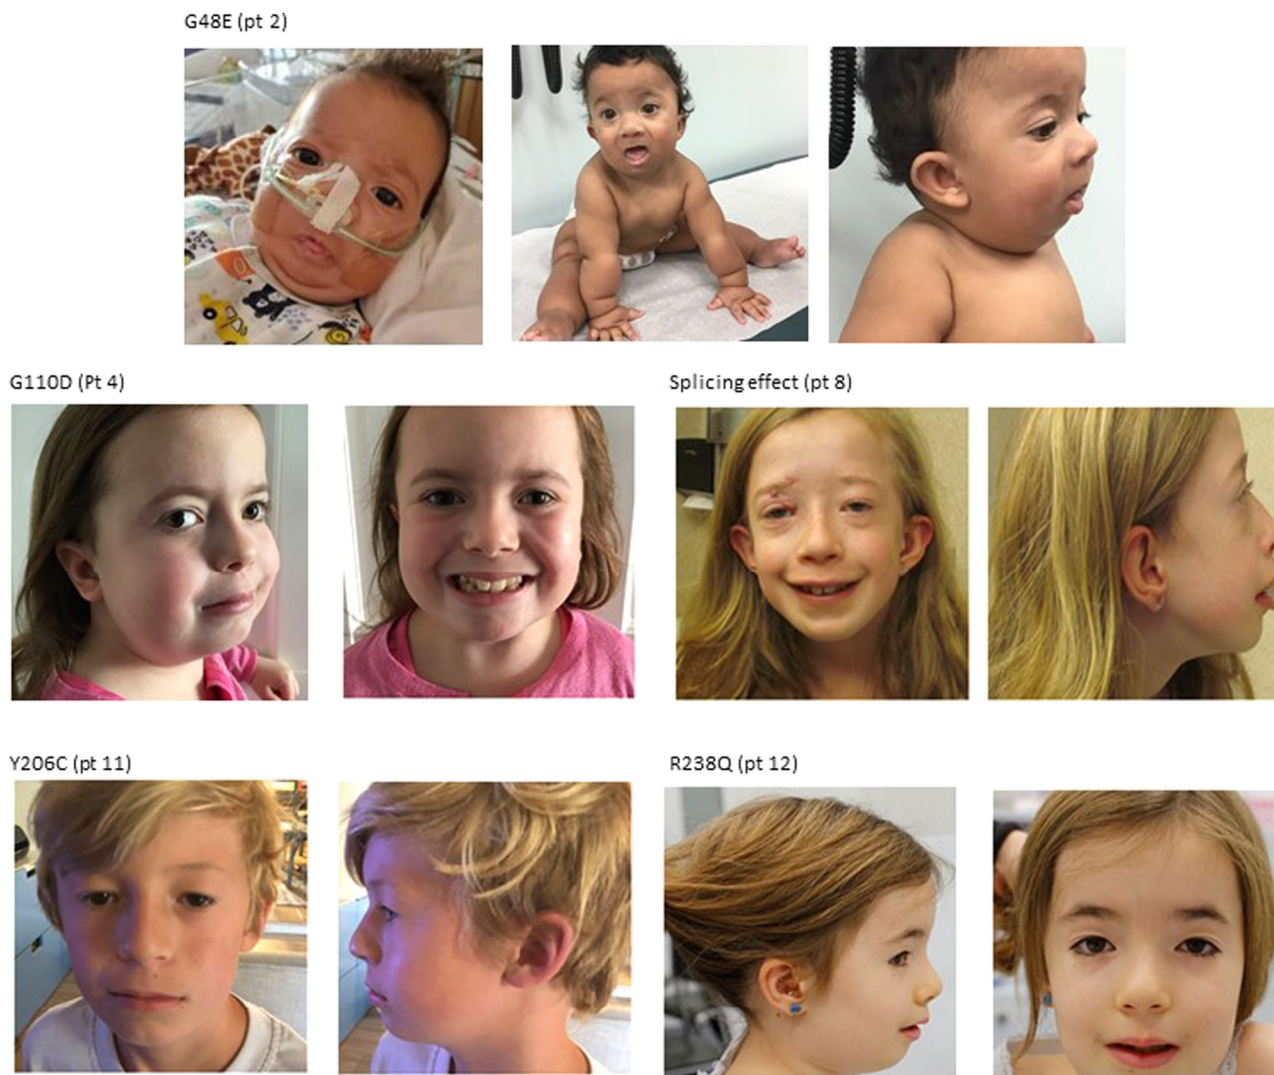 G48E (pt 2)
G110D (Pt 4)
Splicing effect (pt 8)
Y206C (pt 11)
R238Q (pt 12)